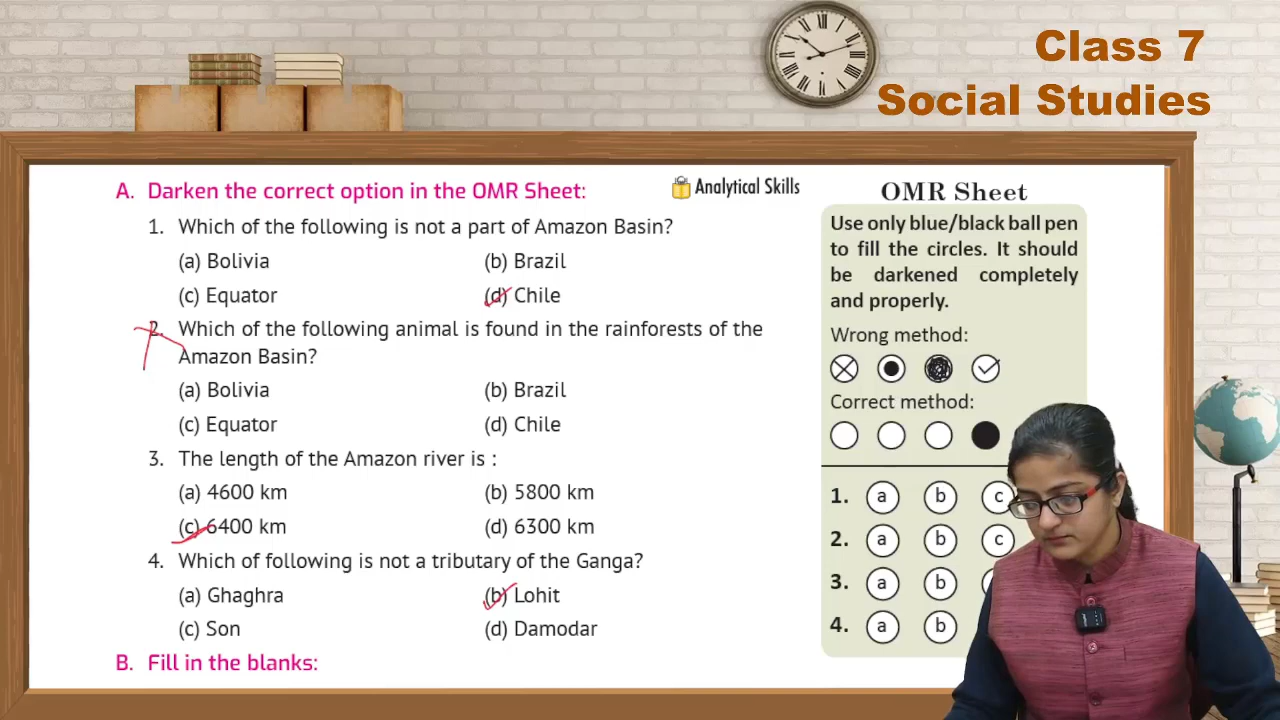 Class 7
Social Studies
A. Darken the correct option in the OMR Sheet:
Analytical Skills
1. Which of the following is not a part of Amazon Basin?
(a) Bolivia (b) Brazil
(c) Equator (d) Chile
2. Which of the following animal is found in the rainforests of the
Amazon Basin?
(a) Bolivia (b) Brazil
(c) Equator (d) Chile
3. The length of the Amazon river is :
(a) 4600 km (b) 5800 km
(c) 6400 km (d) 6300 km
4. Which of following is not a tributary of the Ganga?
(a) Ghaghra (b) Lohit
(c) Son (d) Damodar
B. Fill in the blanks:
OMR Sheet
Use only blue/black ball pen
to fill the circles. It should
be darkened completely
and properly.
Wrong method:
Correct method:
1. a b c
2. a b c
3. a b
4. a b